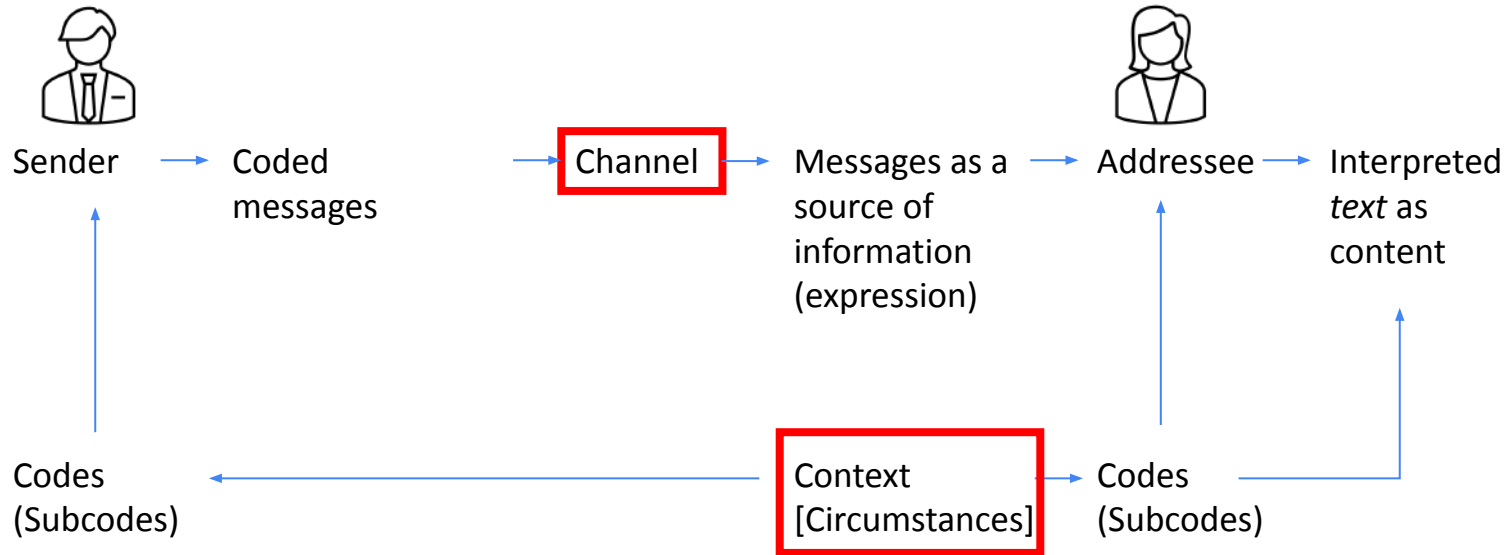 Sender
Coded
messages
Channel
Messages as a
source of
information
(expression)
Addressee
Interpreted
text as
content
Codes
(Subcodes)
Context
[Circumstances]
Codes
(Subcodes)